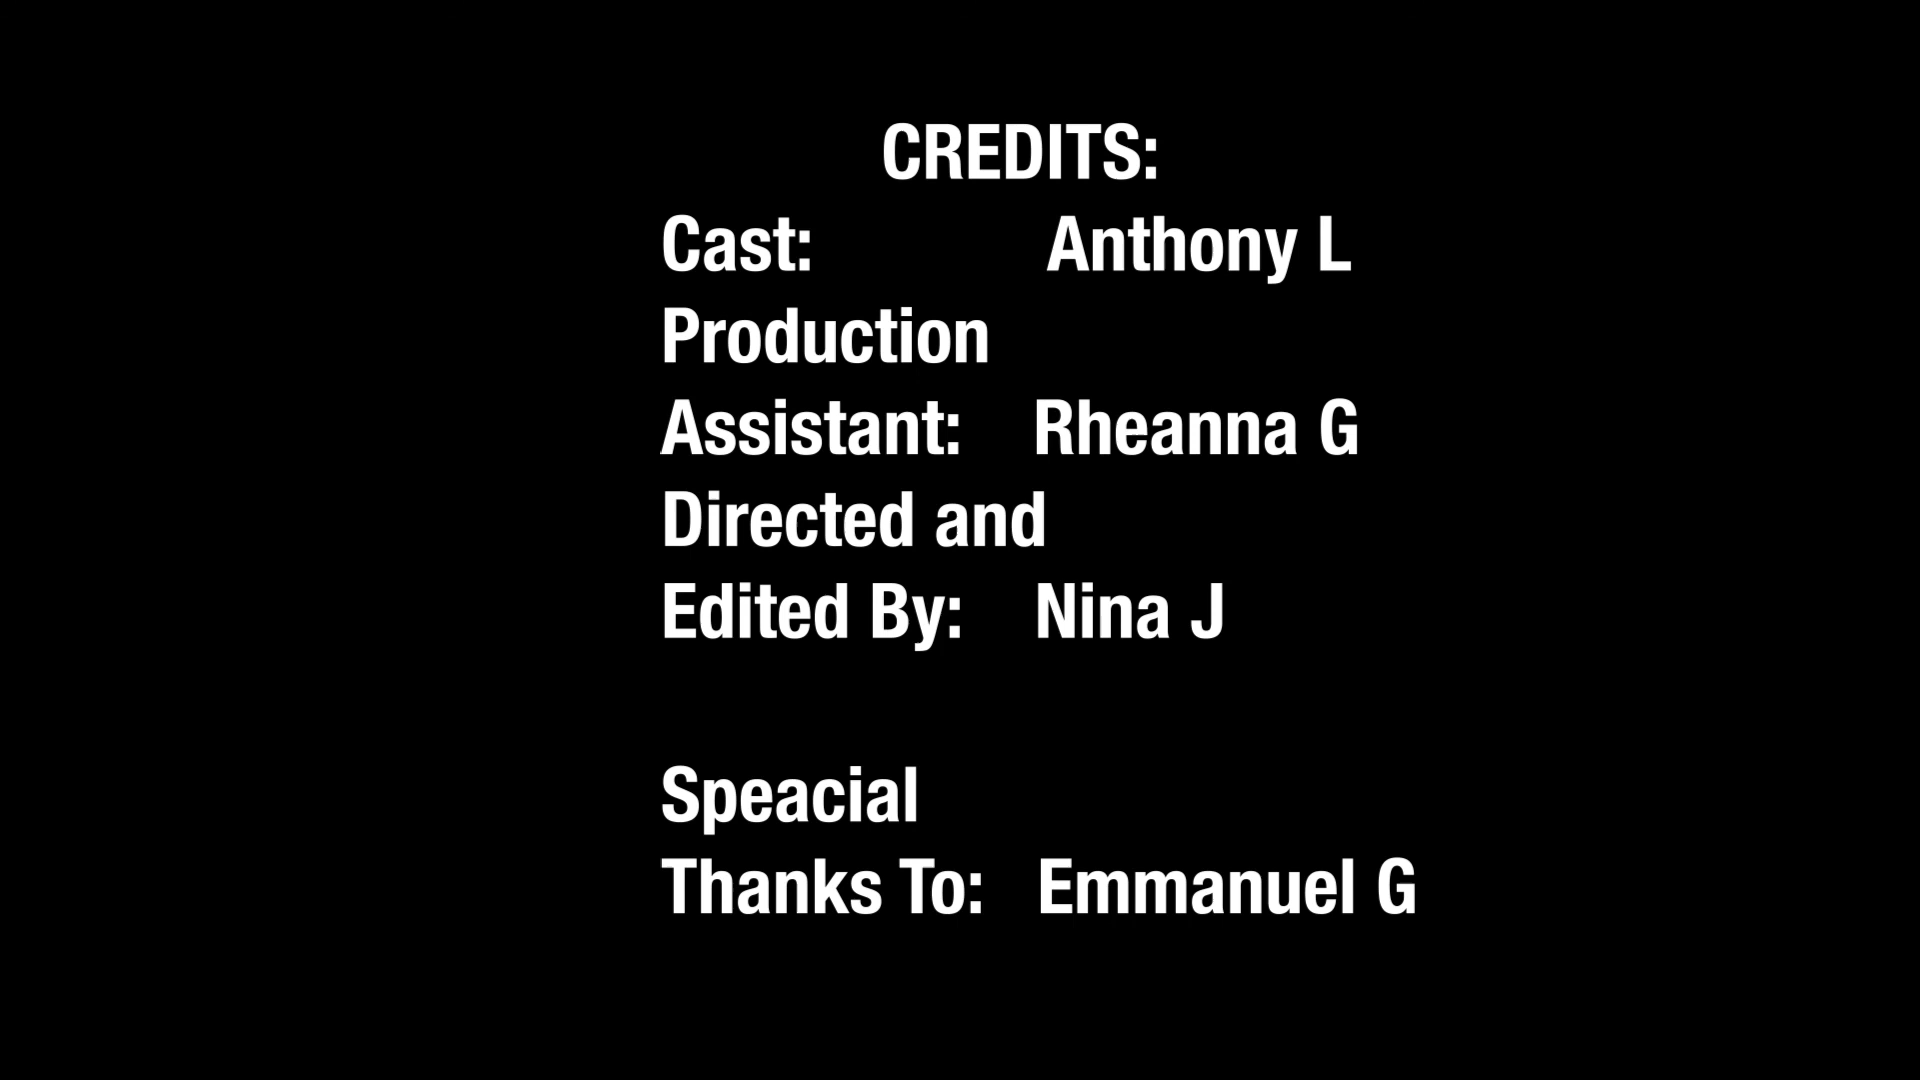 CREDITS:
Cast: Anthony L
Production
Assistant: Rheanna G
Directed and
Edited By: Nina J
Speacial
Thanks To: Emmanuel G